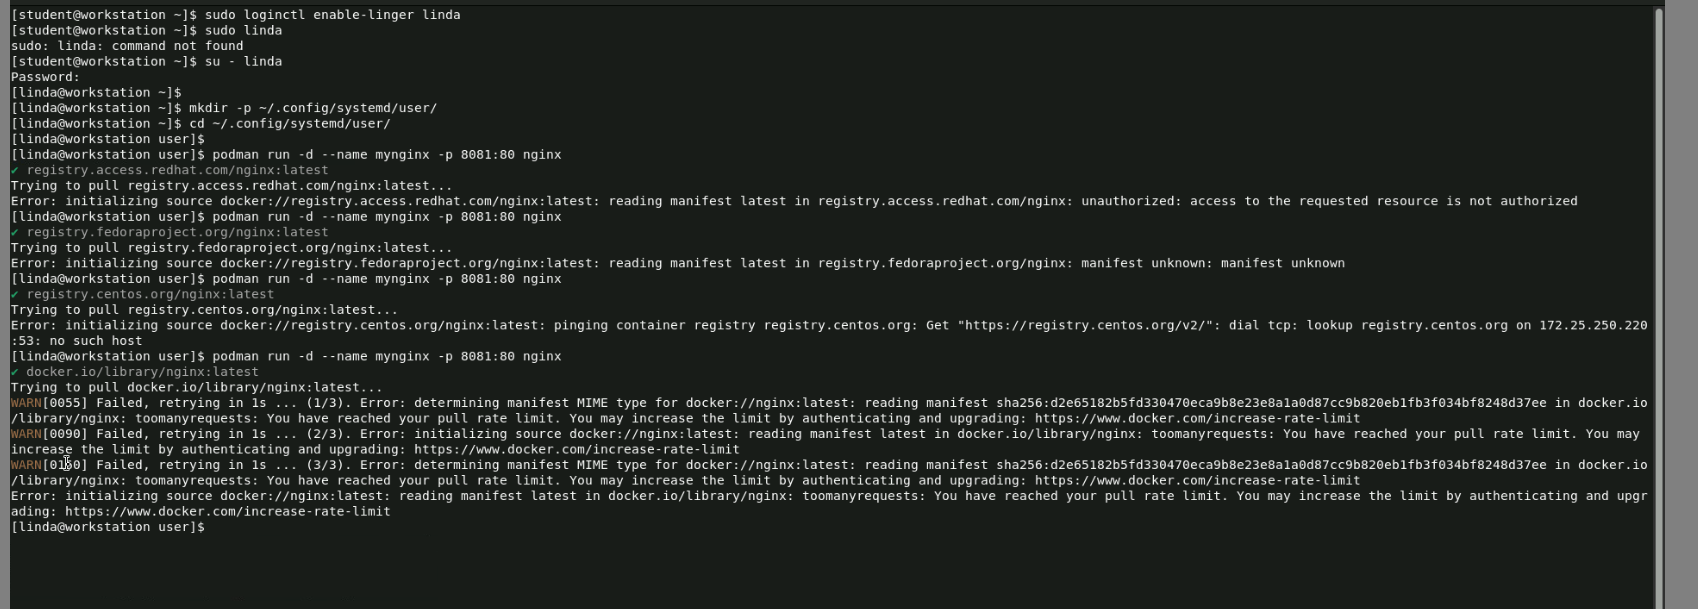 [student@workstation ~]$ sudo loginctl enable-linger linda
[student@workstation ~]$ sudo linda
sudo: linda: command not found
[student@workstation ~]$ su - linda
Password:
[linda@workstation ~]$
[linda@workstation ~]$ mkdir -p ~/.config/systemd/user/
[linda@workstation ~]$ cd ~/.config/systemd/user/
[linda@workstation user]$
[linda@workstation user]$ podman run -d --name mynginx -p 8081:80 nginx
✔ registry.access.redhat.com/nginx:latest
Trying to pull registry.access.redhat.com/nginx:latest...
Error: initializing source docker://registry.access.redhat.com/nginx:latest: reading manifest latest in registry.access.redhat.com/nginx: unauthorized: access to the requested resource is not authorized
[linda@workstation user]$ podman run -d --name mynginx -p 8081:80 nginx
✔ registry.fedoraproject.org/nginx:latest
Trying to pull registry.fedoraproject.org/nginx:latest...
Error: initializing source docker://registry.fedoraproject.org/nginx:latest: reading manifest latest in registry.fedoraproject.org/nginx: manifest unknown: manifest unknown
[linda@workstation user]$ podman run -d --name mynginx -p 8081:80 nginx
✔ registry.centos.org/nginx:latest
Trying to pull registry.centos.org/nginx:latest...
Error: initializing source docker://registry.centos.org/nginx:latest: pinging container registry registry.centos.org: Get "https://registry.centos.org/v2/": dial tcp: lookup registry.centos.org on 172.25.250.220
:53: no such host
[linda@workstation user]$ podman run -d --name mynginx -p 8081:80 nginx
✔ docker.io/library/nginx:latest
Trying to pull docker.io/library/nginx:latest...
WARN[0055] Failed, retrying in 1s ... (1/3). Error: determining manifest MIME type for docker://nginx:latest: reading manifest sha256:d2e65182b5fd330470eca9b8e23e8a1a0d87cc9b820eb1fb3f034bf8248d37ee in docker.io
/library/nginx: toomanyrequests: You have reached your pull rate limit. You may increase the limit by authenticating and upgrading: https://www.docker.com/increase-rate-limit
WARN[0090] Failed, retrying in 1s ... (2/3). Error: initializing source docker://nginx:latest: reading manifest latest in docker.io/library/nginx: toomanyrequests: You have reached your pull rate limit. You may
increase the limit by authenticating and upgrading: https://www.docker.com/increase-rate-limit
Failed, retrying in 1s ... (3/3). Error: determining manifest MIME type for docker://nginx:latest: reading manifest sha256:d2e65182b5fd330470eca9b8e23e8a1a0d87cc9b820eb1fb3f034bf8248d37ee in docker.io
/library/nginx: toomanyrequests: You have reached your pull rate limit. You may increase the limit by authenticating and upgrading: https://www.docker.com/increase-rate-limit
Error: initializing source docker://nginx:latest: reading manifest latest in docker.io/library/nginx: toomanyrequests: You have reached your pull rate limit. You may increase the limit by authenticating and upgr
ading: https://www.docker.com/increase-rate-limit
[linda@workstation user]$